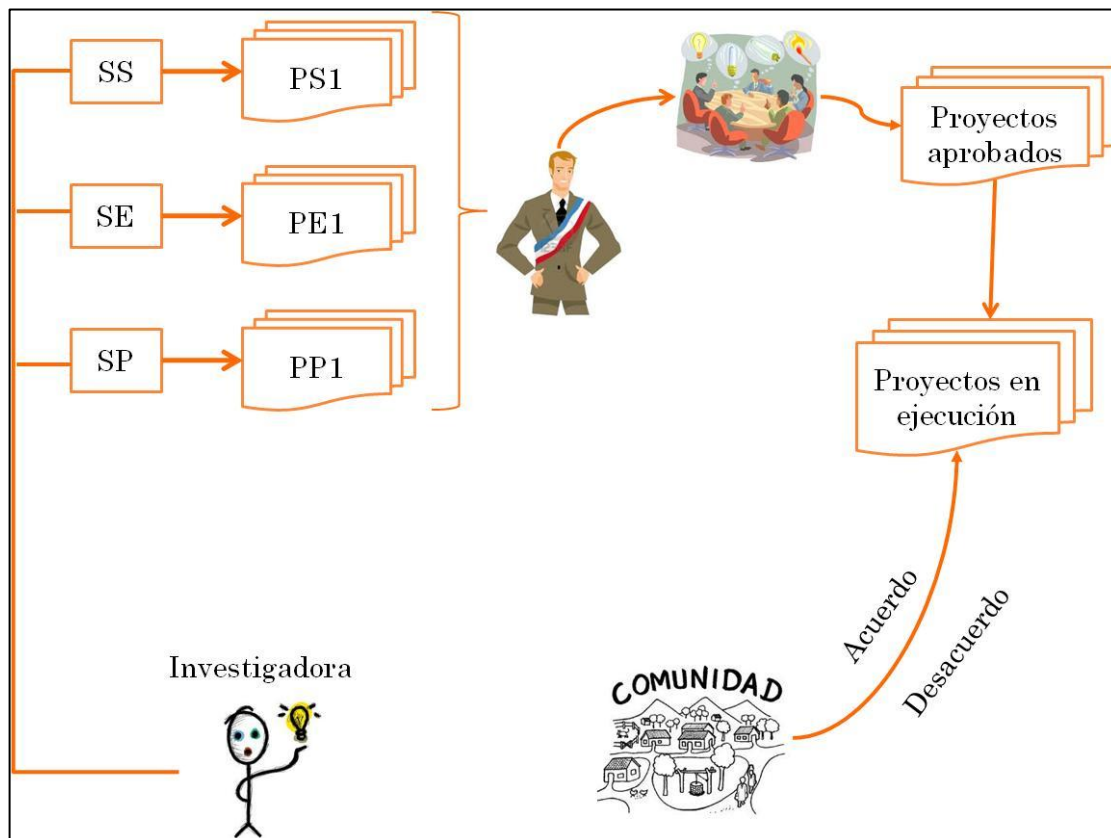 SS
PS1
SE
PE1
SP
PP1
Proyectos
aprobados
Proyectos en
ejecución
Investigadora
COMUNIDAD
Acuerdo
Desacuerdo